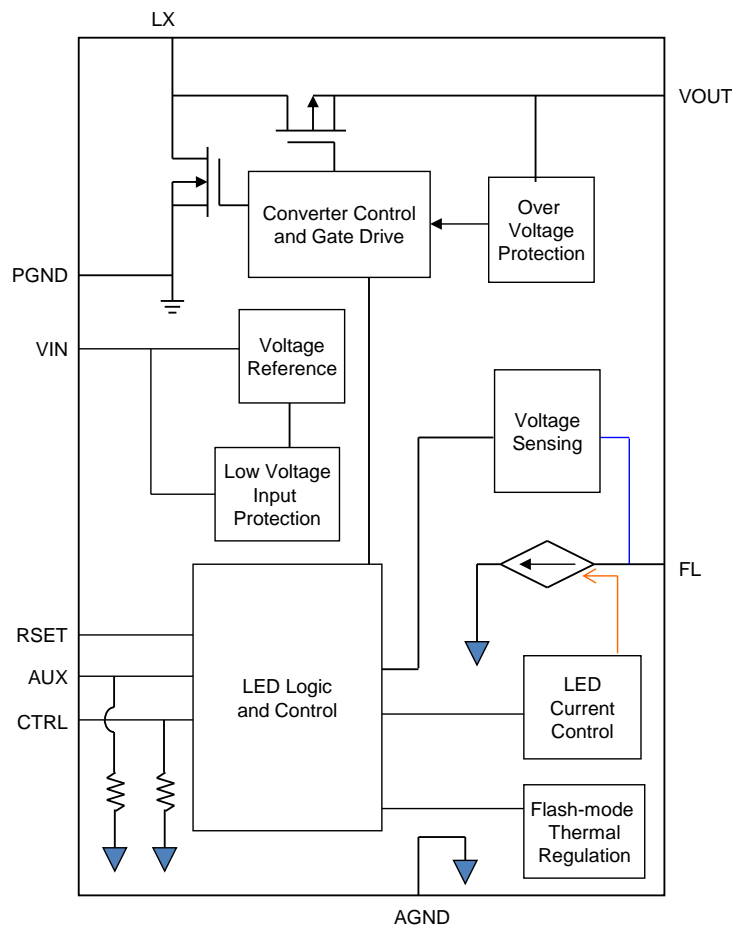 LX
VOUT
Converter Control
and Gate Drive
Over
Voltage
Protection
PGND
VIN
Voltage
Reference
Voltage
Sensing
Low Voltage
Input
Protection
FL
RSET
AUX
CTRL
LED Logic
and Control
LED
Current
Control
Flash-mode
Thermal
Regulation
AGND